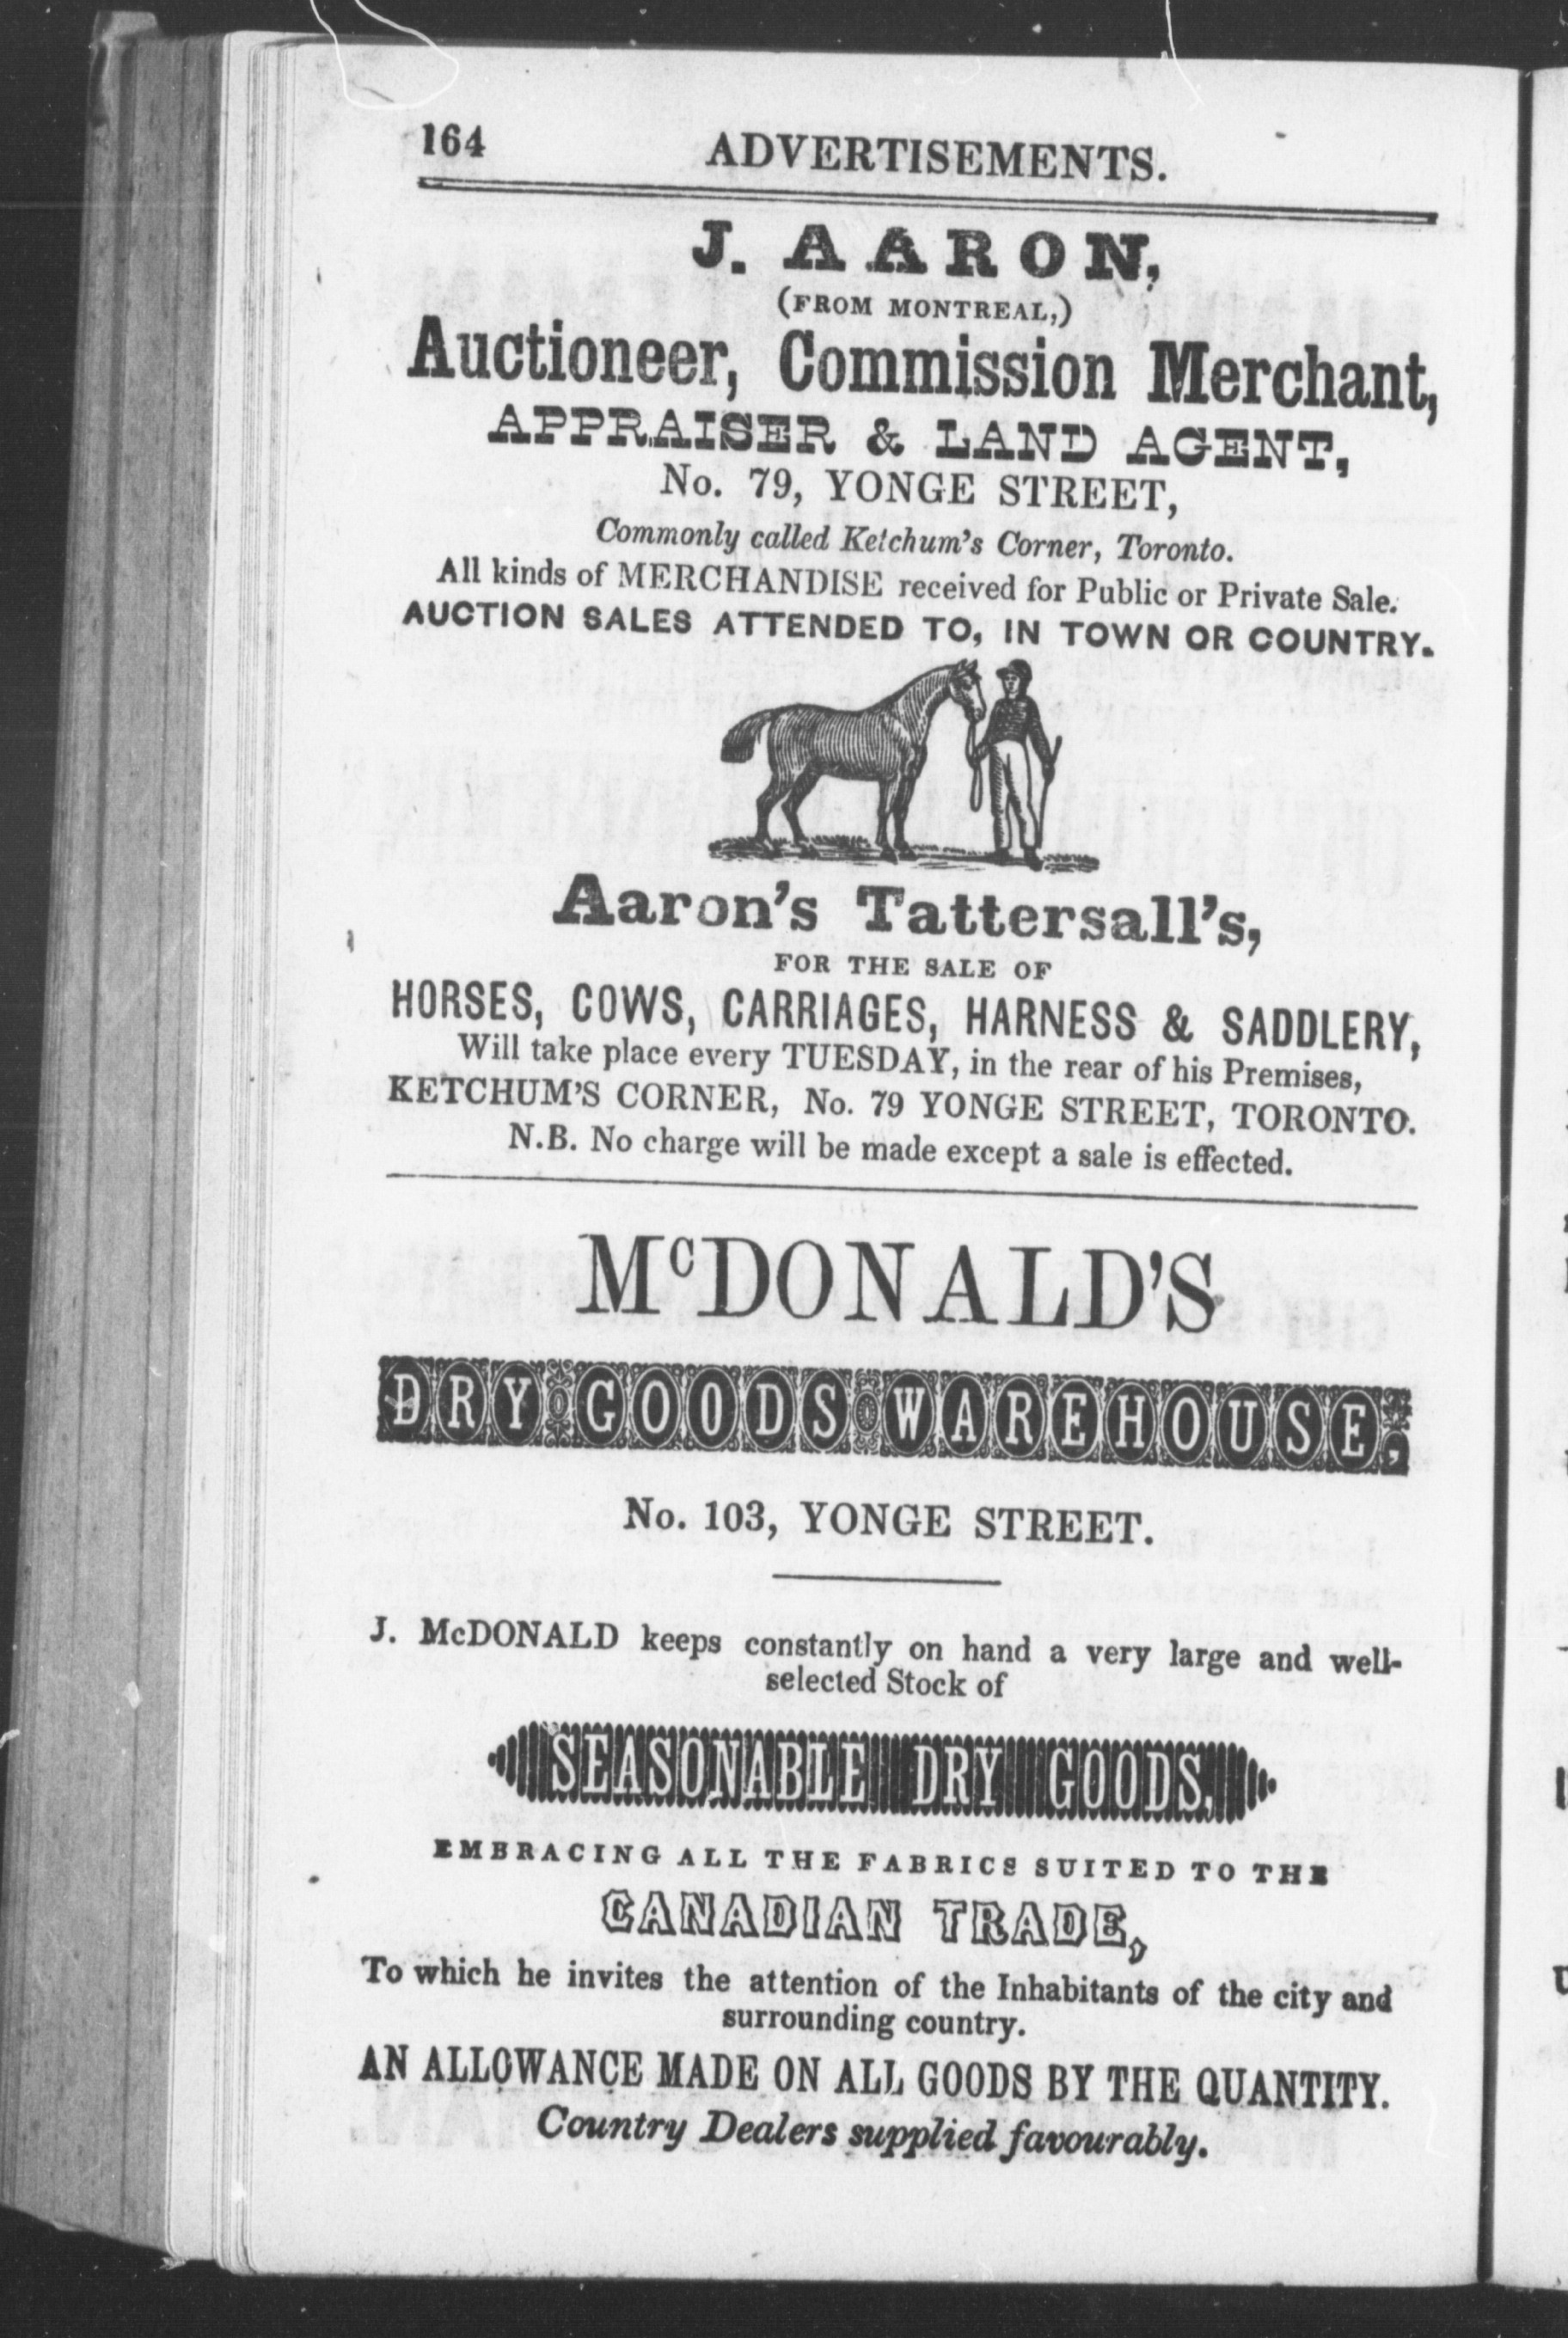 164 ADVERTISEMENTS.
J. AARON,
(FROM MONTREAL,)
Auctioneer, Commission Merchant,
APPRAISER & LAND AGENT,
No. 79, YONGE STREET,
Commonly called Ketchum's Corner, Toronto.
All kinds of MERCHANDISE received for Public or Private Sale.
AUCTION SALES ATTENDED TO, IN TOWN OR COUNTRY.
Aaron's Tattersall's,
FOR THE SALE OF
HORSES, COWS, CARRIAGES, HARNESS & SADDLERY,
Will take place every TUESDAY, in the rear of his Premises,
KETCHUM'S CORNER, No. 79 YONGE STREET, TORONTO.
N.B. No charge will be made except a sale is effected.
McDONALD'S
DRY GOODS WAREHOUSE,
No. 103, YONGE STREET.
J. McDONALD keeps constantly on hand a very large and well-
selected Stock of
SEASONABLE DRY GOODS,
EMBRACING ALL THE FABRICS SUITED TO THE
CANADIAN TRADE,
To which he invites the attention of the Inhabitants of the city and
surrounding country.
AN ALLOWANCE MADE ON ALL GOODS BY THE QUANTITY.
Country Dealers supplied favourably.